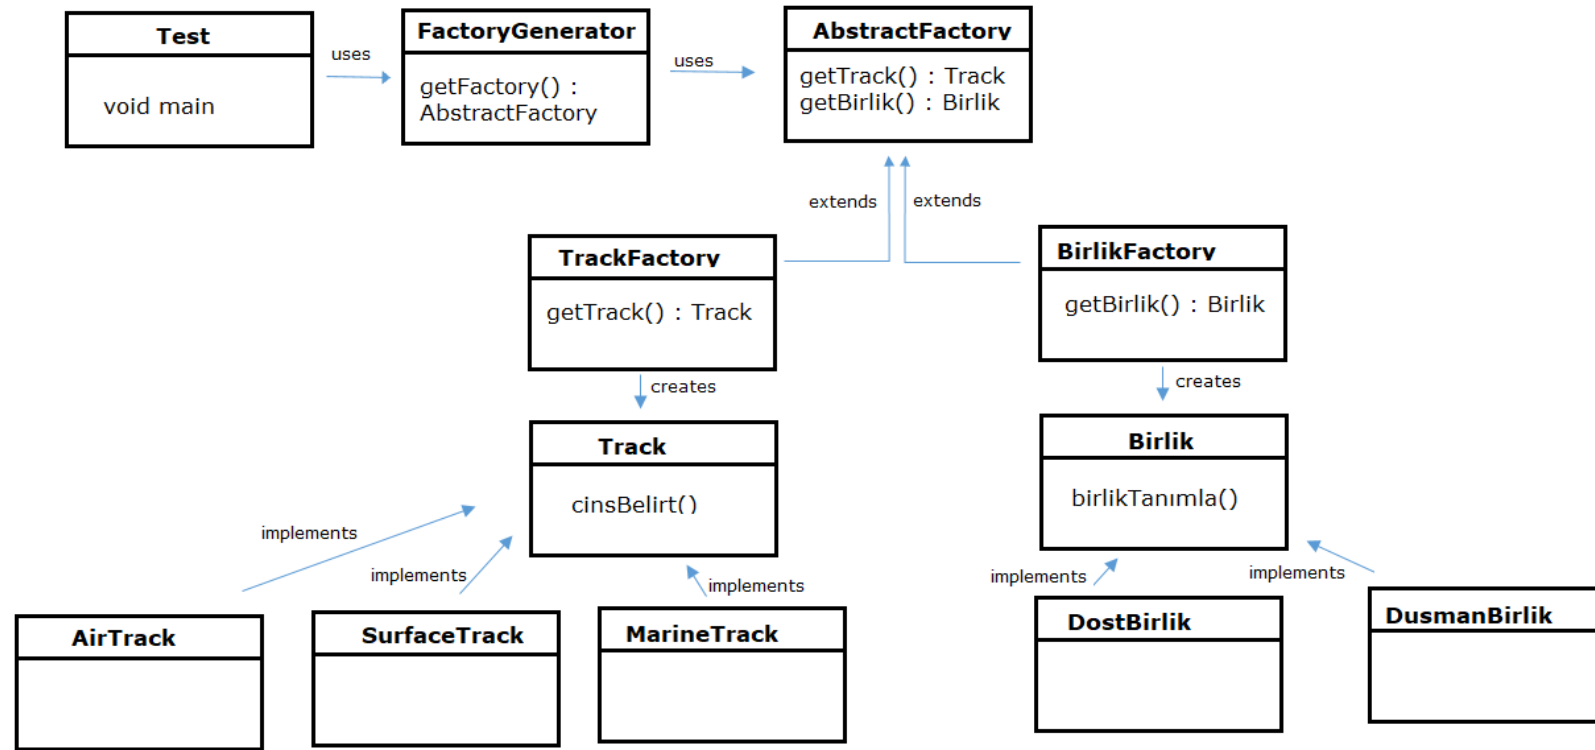 Test
void main
uses
FactoryGenerator
getFactory() :
AbstractFactory
uses
AbstractFactory
getTrack() : Track
getBirlik() : Birlik
extends
extends
TrackFactory
getTrack() : Track
BirlikFactory
getBirlik() : Birlik
creates
creates
Track
cinsBelirt()
Birlik
birlikTanımla()
implements
implements
implements
implements
implements
AirTrack
SurfaceTrack
MarineTrack
DostBirlik
DusmanBirlik